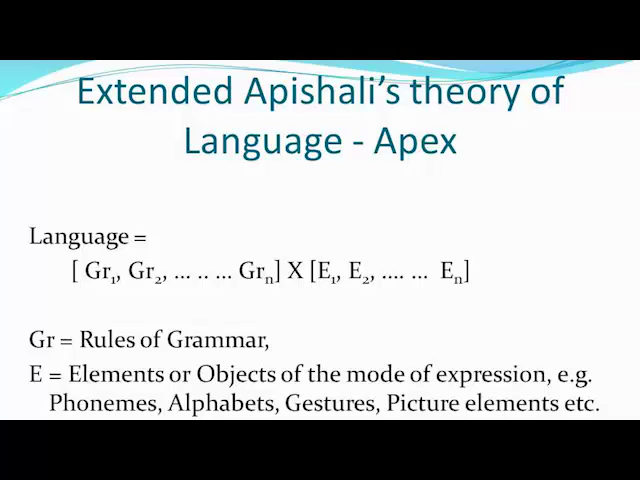 Extended Apishali's theory of
Language - Apex
Language =
[ Gr₁, Gr₂, ... .. ... Grₙ] X [E₁, E₂, .... ... Eₙ]
Gr = Rules of Grammar,
E = Elements or Objects of the mode of expression, e.g.
Phonemes, Alphabets, Gestures, Picture elements etc.